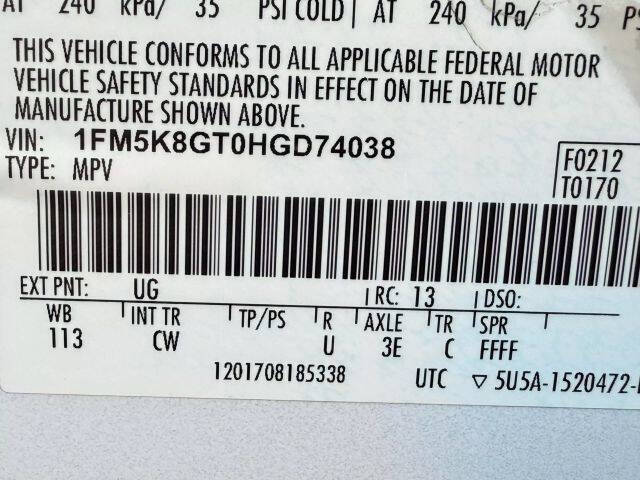 AT 240 kPa/ 35 PSI COLD | AT 240 kPa/ 35 PS
THIS VEHICLE CONFORMS TO ALL APPLICABLE FEDERAL MOTOR
VEHICLE SAFETY STANDARDS IN EFFECT ON THE DATE OF
MANUFACTURE SHOWN ABOVE.
VIN: 1FM5K8GT0HGD74038
TYPE: MPV
F0212
T0170
EXT PNT: UG RC: 13 DSO:
WB INT TR TP/PS R AXLE TR SPR
113 CW U 3E C FFFF
1201708185338 UTC ▽ 5U5A-1520472-